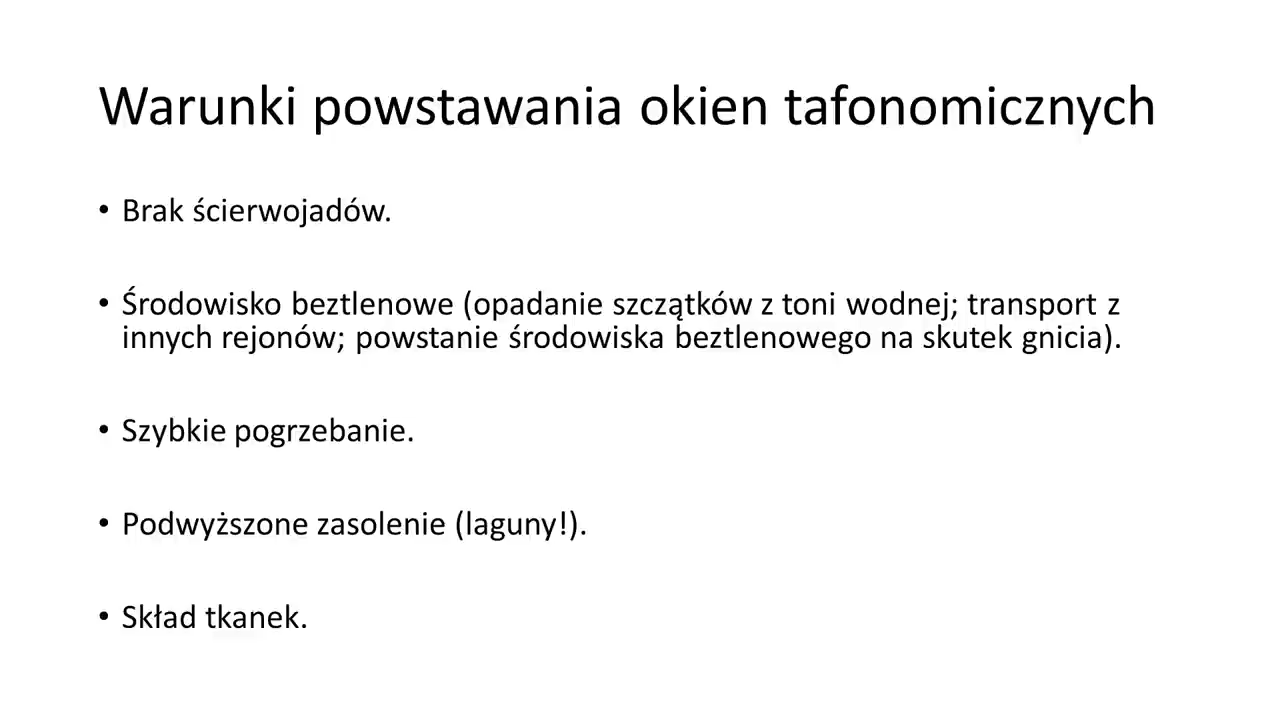 Warunki powstawania okien tafonomicznych
• Brak ścierwojadów.
• Środowisko beztlenowe (opadanie szczątków z toni wodnej; transport z
innych rejonów; powstanie środowiska beztlenowego na skutek gnicia).
• Szybkie pogrzebanie.
• Podwyższone zasolenie (laguny!).
• Skład tkanek.